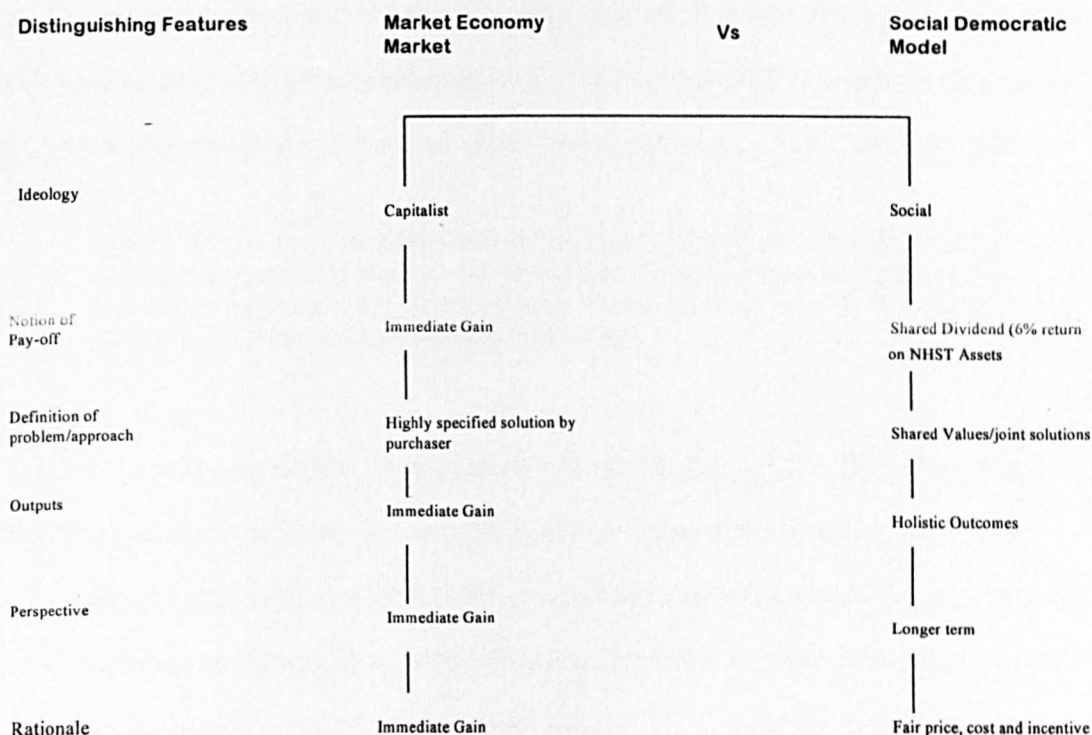 Distinguishing Features
Market Economy
Market
Vs
Social Democratic
Model
Ideology
Capitalist
Social
Notion of
Pay-off
Immediate Gain
Shared Dividend (6% return
on NHST Assets
Definition of
problem/approach
Highly specified solution by
purchaser
Shared Values/joint solutions
Outputs
Immediate Gain
Holistic Outcomes
Perspective
Immediate Gain
Longer term
Rationale
Immediate Gain
Fair price, cost and incentive